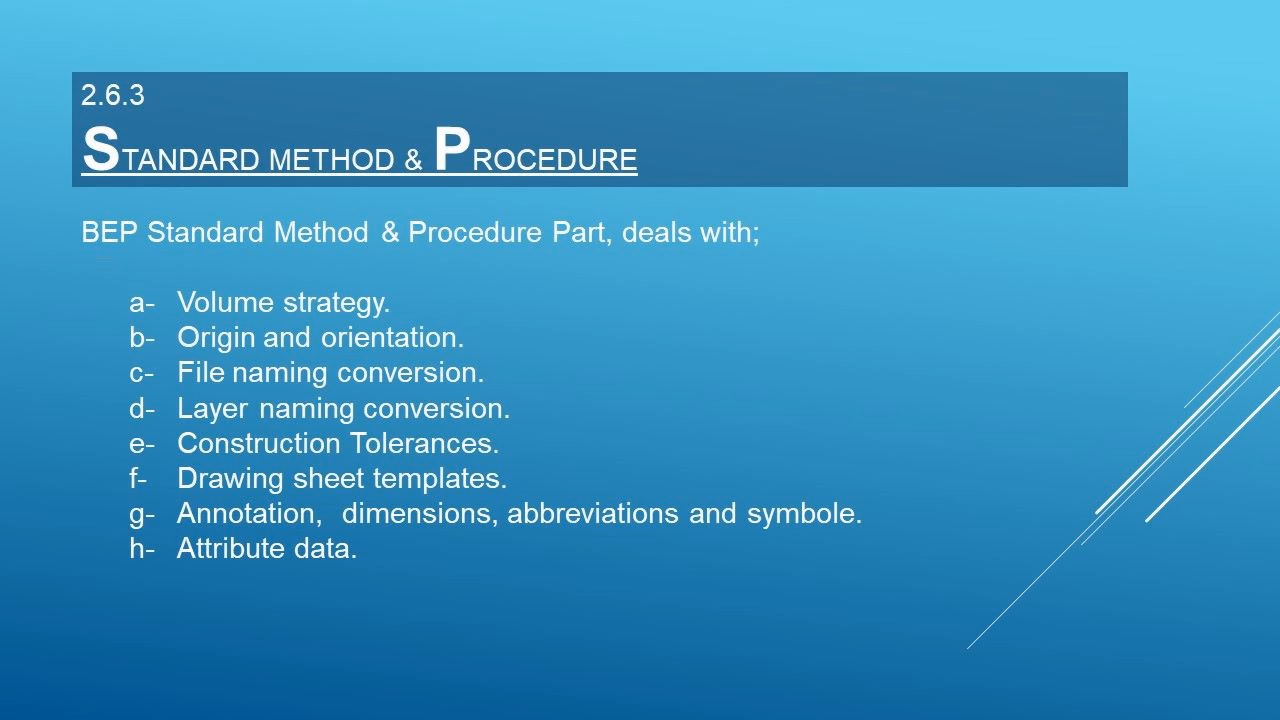 2.6.3
STANDARD METHOD & PROCEDURE
BEP Standard Method & Procedure Part, deals with;
a- Volume strategy.
b- Origin and orientation.
c- File naming conversion.
d- Layer naming conversion.
e- Construction Tolerances.
f- Drawing sheet templates.
g- Annotation, dimensions, abbreviations and symbole.
h- Attribute data.